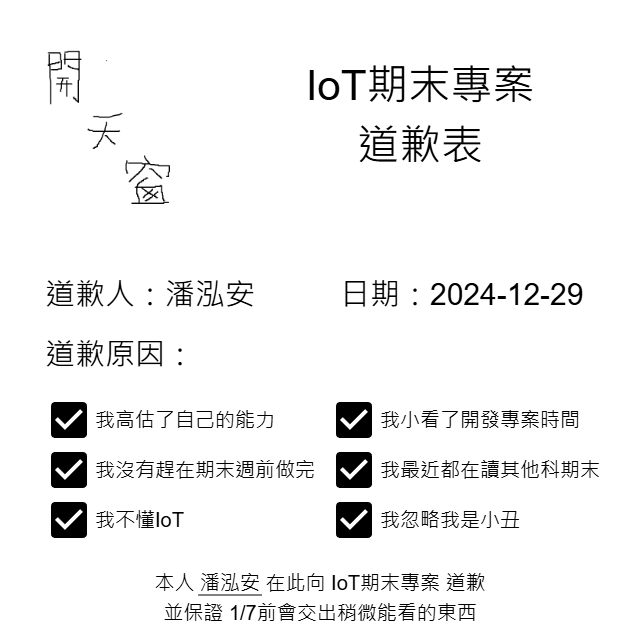 開天窗
IoT期末專案
道歉表
道歉人：潘泓安
日期：2024-12-29
道歉原因：
我高估了自己的能力
我小看了開發專案時間
我沒有趕在期末週前做完
我最近都在讀其他科期末
我不懂IoT
我忽略我是小丑
本人 潘泓安 在此向 IoT期末專案 道歉
並保證 1/7前會交出稍微能看的東西